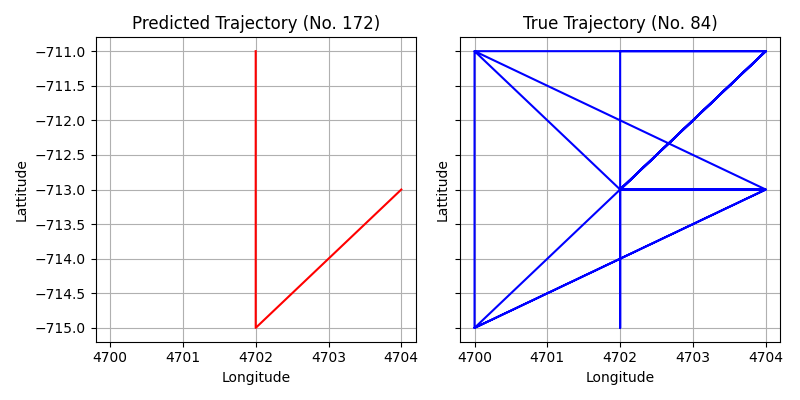 Predicted Trajectory (No. 172)
True Trajectory (No. 84)
−711.0
−711.5
−712.0
−712.5
−713.0
−713.5
−714.0
−714.5
−715.0
Lattitude
Lattitude
4700 4701 4702 4703 4704
4700 4701 4702 4703 4704
Longitude
Longitude